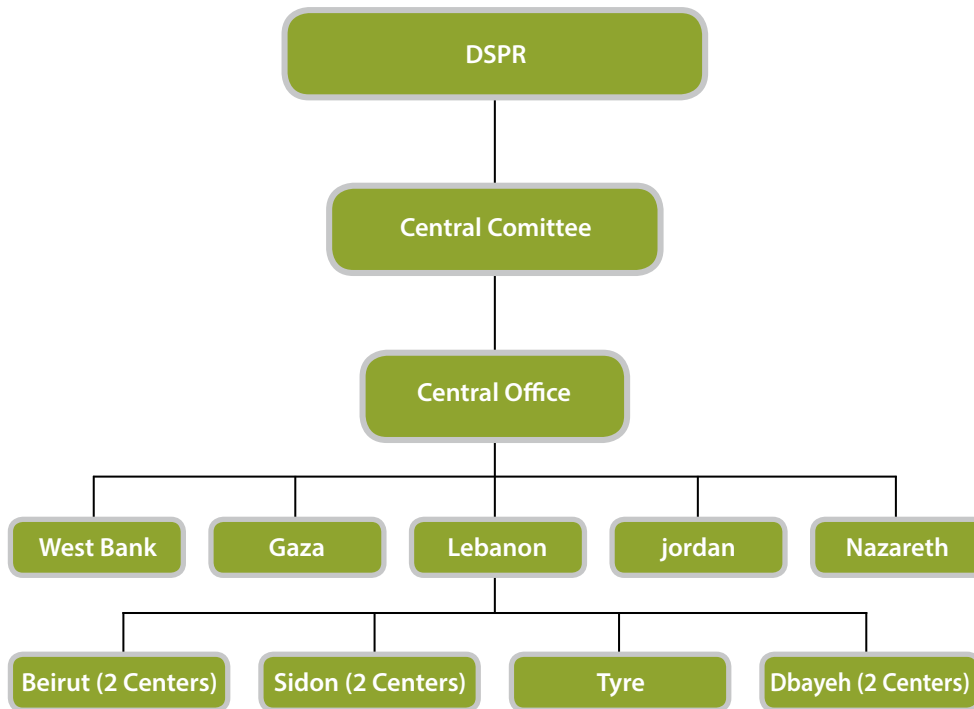 DSPR
Central Comittee
Central Office
West Bank
Gaza
Lebanon
jordan
Nazareth
Beirut (2 Centers)
Sidon (2 Centers)
Tyre
Dbayeh (2 Centers)